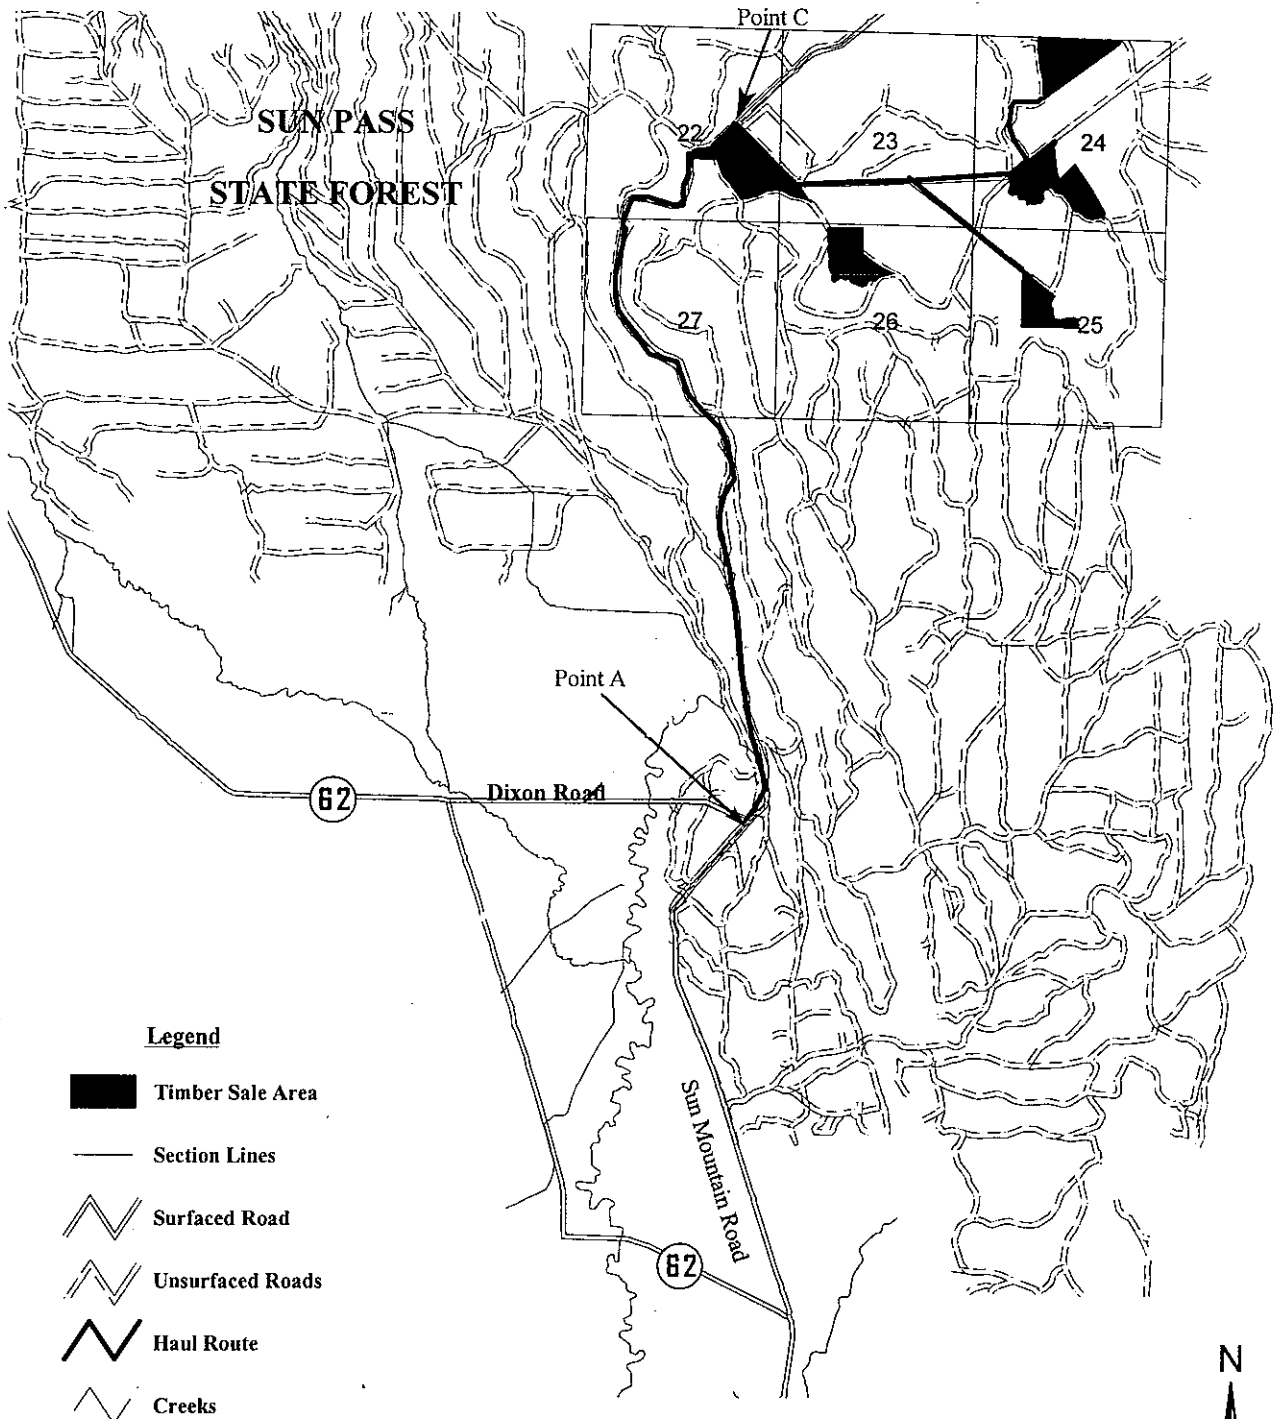 Point C
SUN PASS
STATE FOREST
22
23
24
27
26
25
Point A
62
Dixon Road
Sun Mountain Road
62
Legend
Timber Sale Area
Section Lines
Surfaced Road
Unsurfaced Roads
Haul Route
Creeks
N